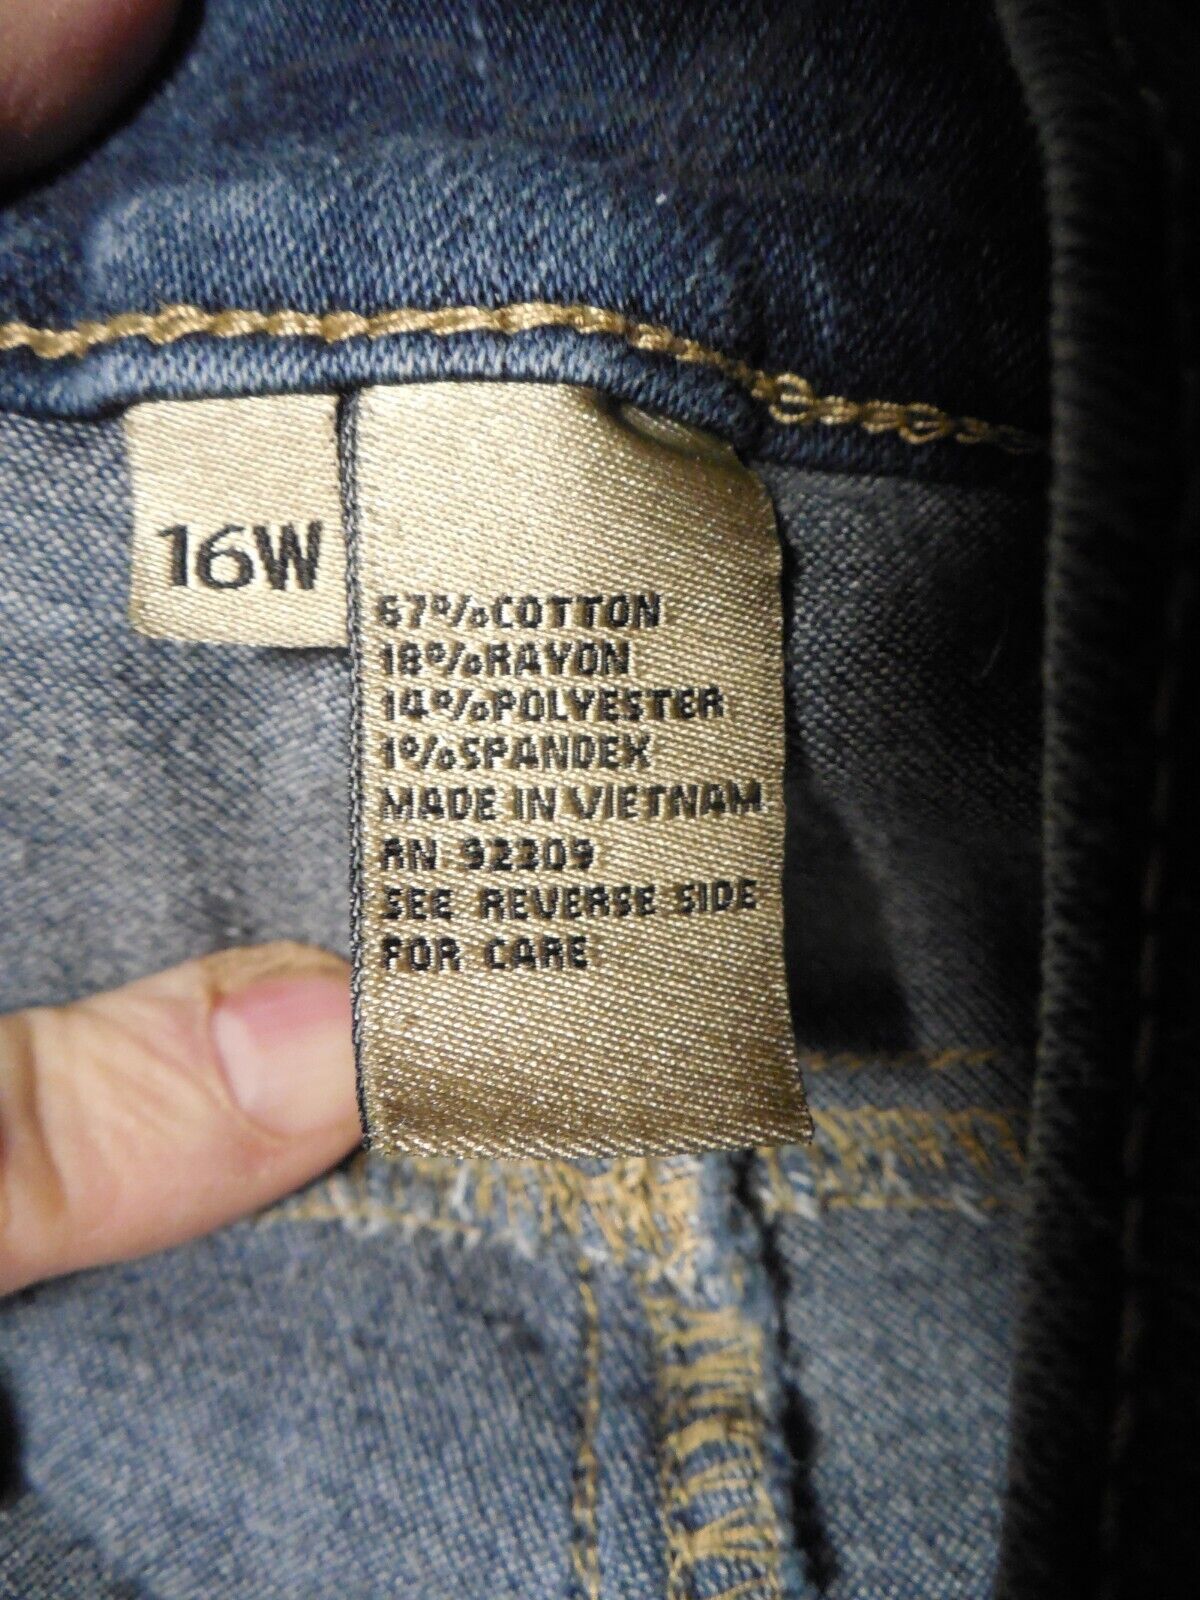 16W
67%COTTON
18%RAYON
14%POLYESTER
1%SPANDEX
MADE IN VIETNAM
RN 92309
SEE REVERSE SIDE
FOR CARE